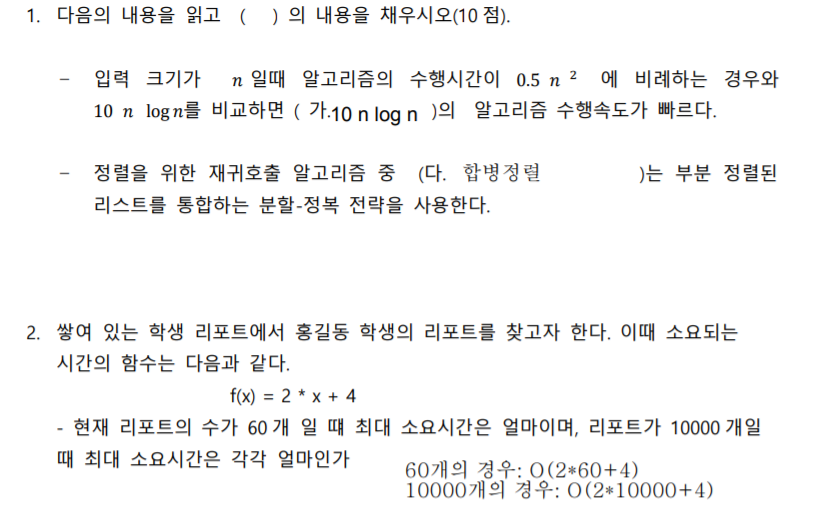 1. 다음의 내용을 읽고 ( ) 의 내용을 채우시오(10 점).
- 입력 크기가 n 일때 알고리즘의 수행시간이 0.5 n ² 에 비례하는 경우와
10 n log n를 비교하면 ( 가.10 n log n )의 알고리즘 수행속도가 빠르다.
- 정렬을 위한 재귀호출 알고리즘 중 (다. 합병정렬 )는 부분 정렬된
리스트를 통합하는 분할-정복 전략을 사용한다.
2. 쌓여 있는 학생 리포트에서 홍길동 학생의 리포트를 찾고자 한다. 이때 소요되는
시간의 함수는 다음과 같다.
f(x) = 2 * x + 4
- 현재 리포트의 수가 60 개 일 떄 최대 소요시간은 얼마이며, 리포트가 10000 개일
때 최대 소요시간은 각각 얼마인가
60개의 경우: O(2*60+4)
10000개의 경우: O(2*10000+4)